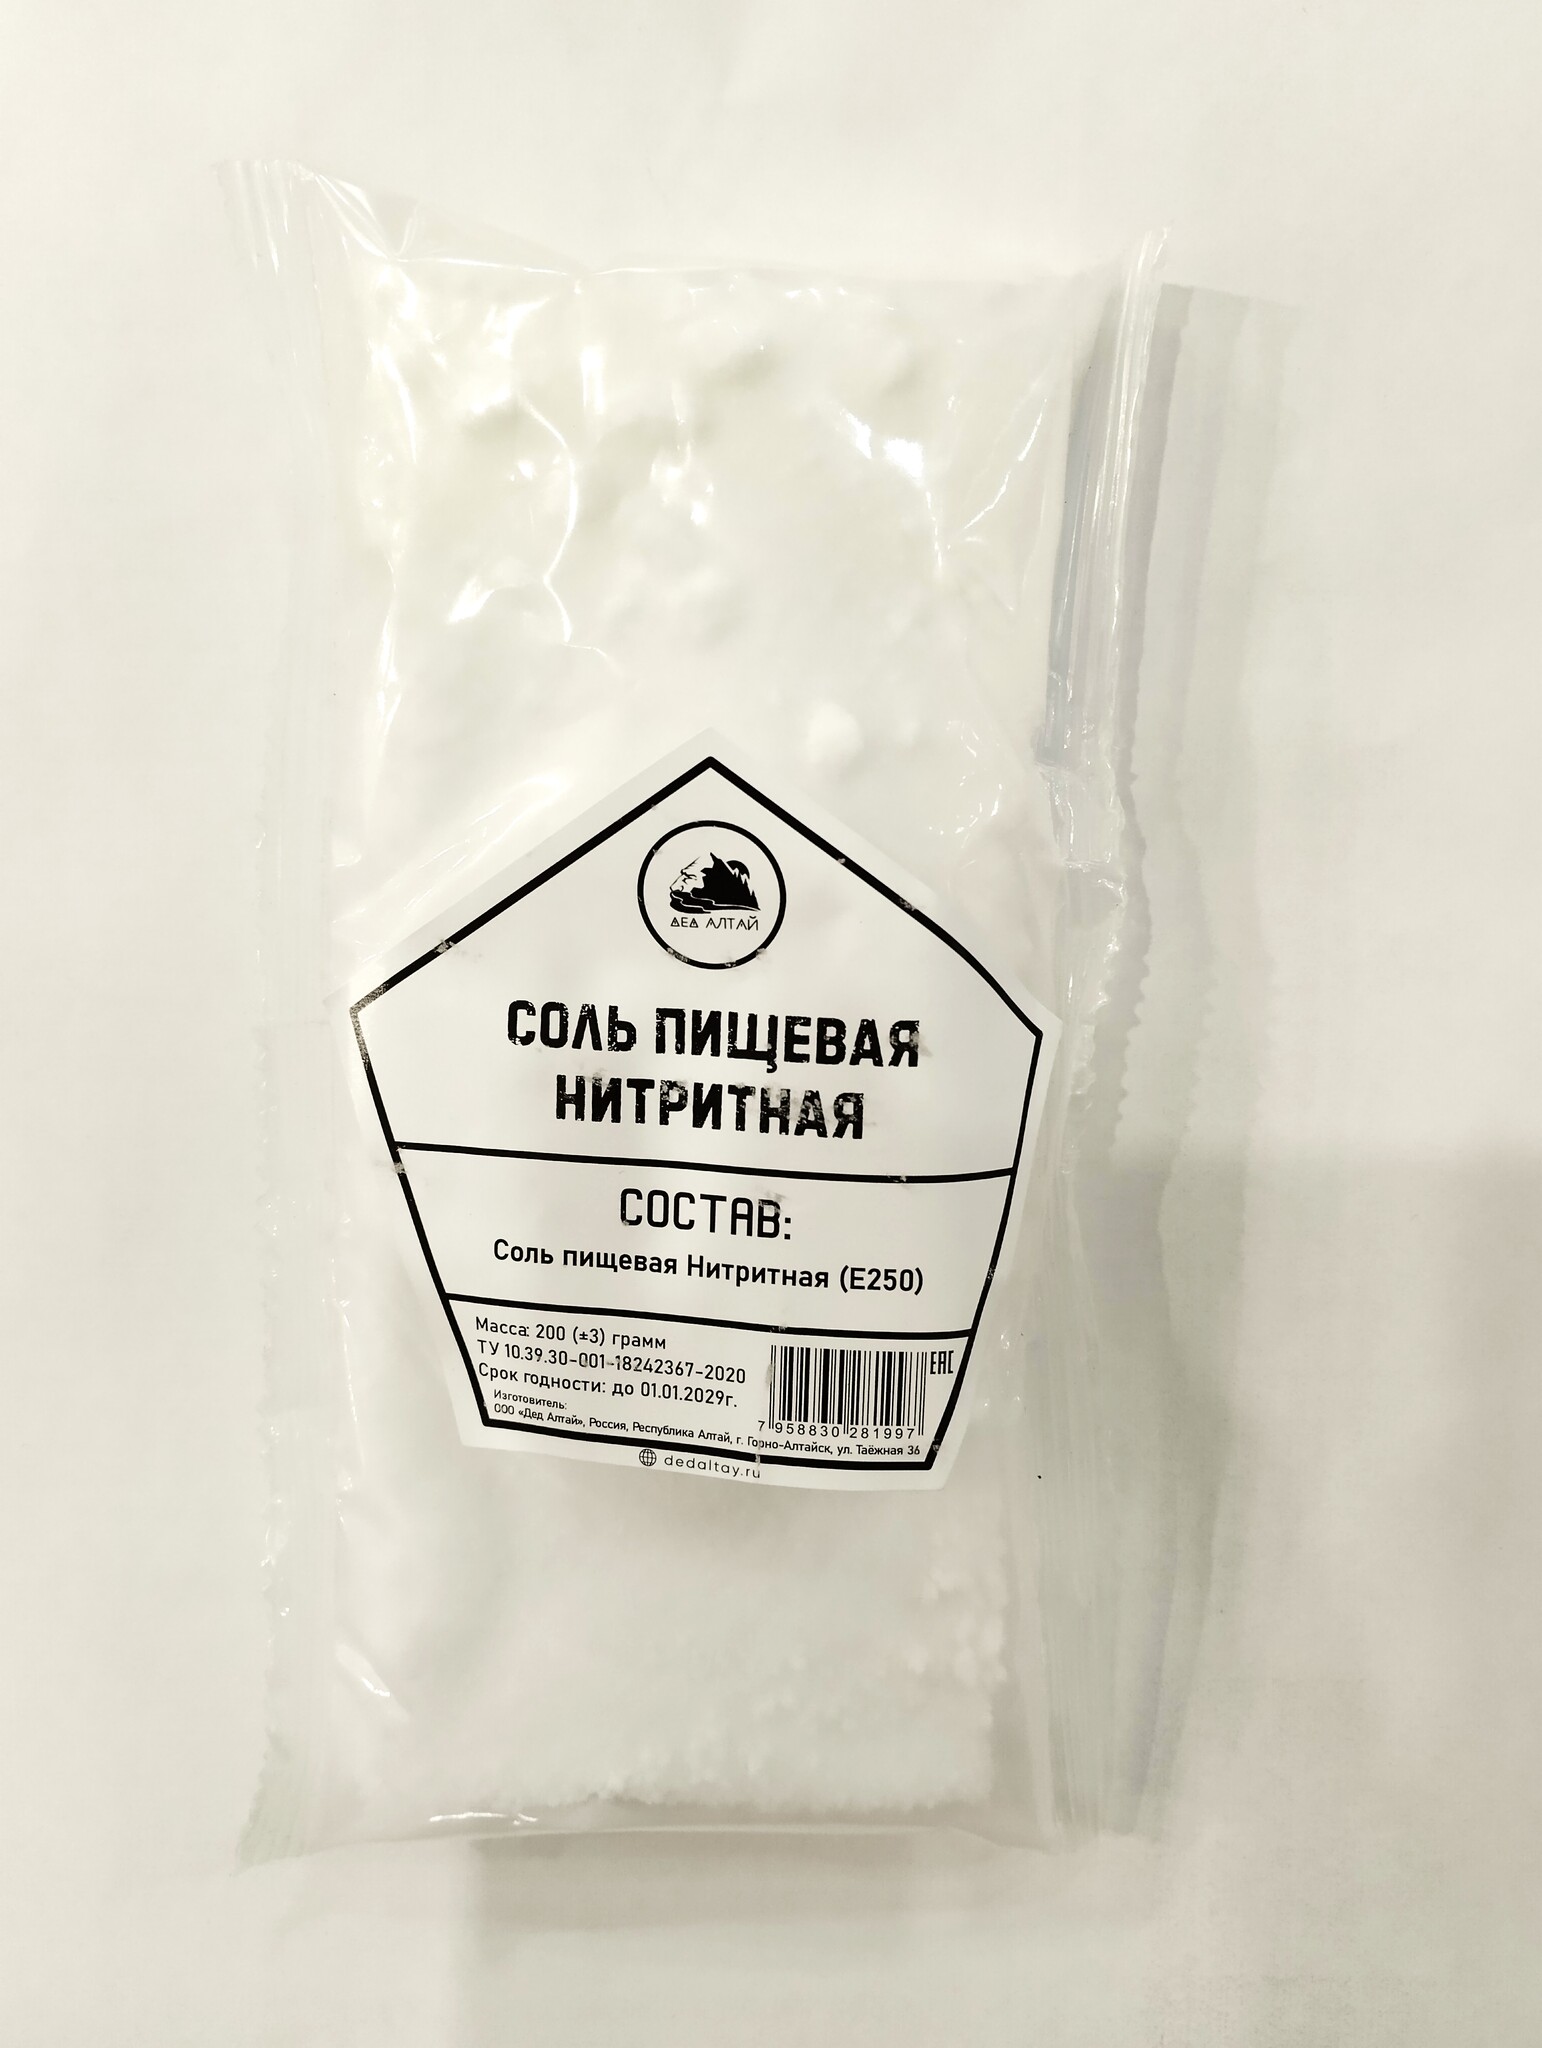 ДЕД АЛТАЙ
СОЛЬ ПИЩЕВАЯ
НИТРИТНАЯ
СОСТАВ:
Соль пищевая Нитритная (Е250)
Масса: 200 (±3) грамм
ТУ 10.39.30-001-18242367-2020
Срок годности: до 01.01.2029г.
Изготовитель:
ООО «Дед Алтай», Россия, Республика Алтай, г. Горно-Алтайск, ул. Таёжная 36
7 958830 281997
EAC
dedaltay.ru